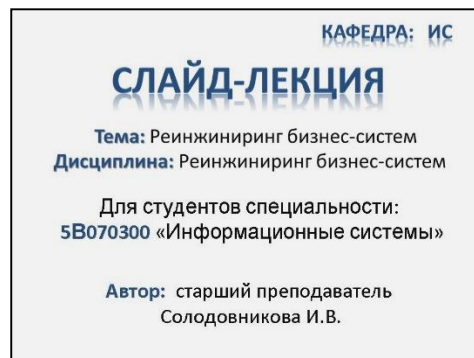 КАФЕДРА: ИС
СЛАЙД-ЛЕКЦИЯ
Тема: Реинжиниринг бизнес-систем
Дисциплина: Реинжиниринг бизнес-систем
Для студентов специальности:
5В070300 «Информационные системы»
Автор: старший преподаватель
Солодовникова И.В.